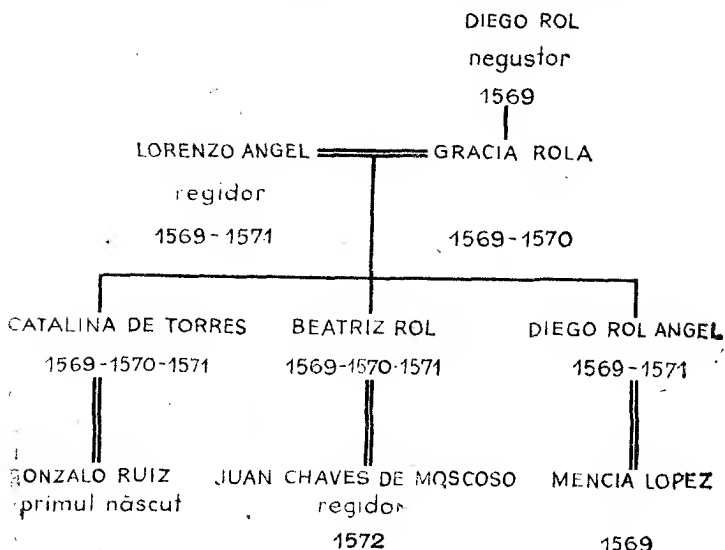 DIEGO ROL
negustor
1569
LORENZO ANGEL GRACIA ROLA
regidor
1569-1571 1569-1570
CATALINA DE TORRES BEATRIZ ROL DIEGO ROL ANGEL
1569-1570-1571 1569-1570-1571 1569-1571
GONZALO RUIZ JUAN CHAVES DE MOSCOSO MENCIA LOPEZ
primul născut regidor
1572 1569